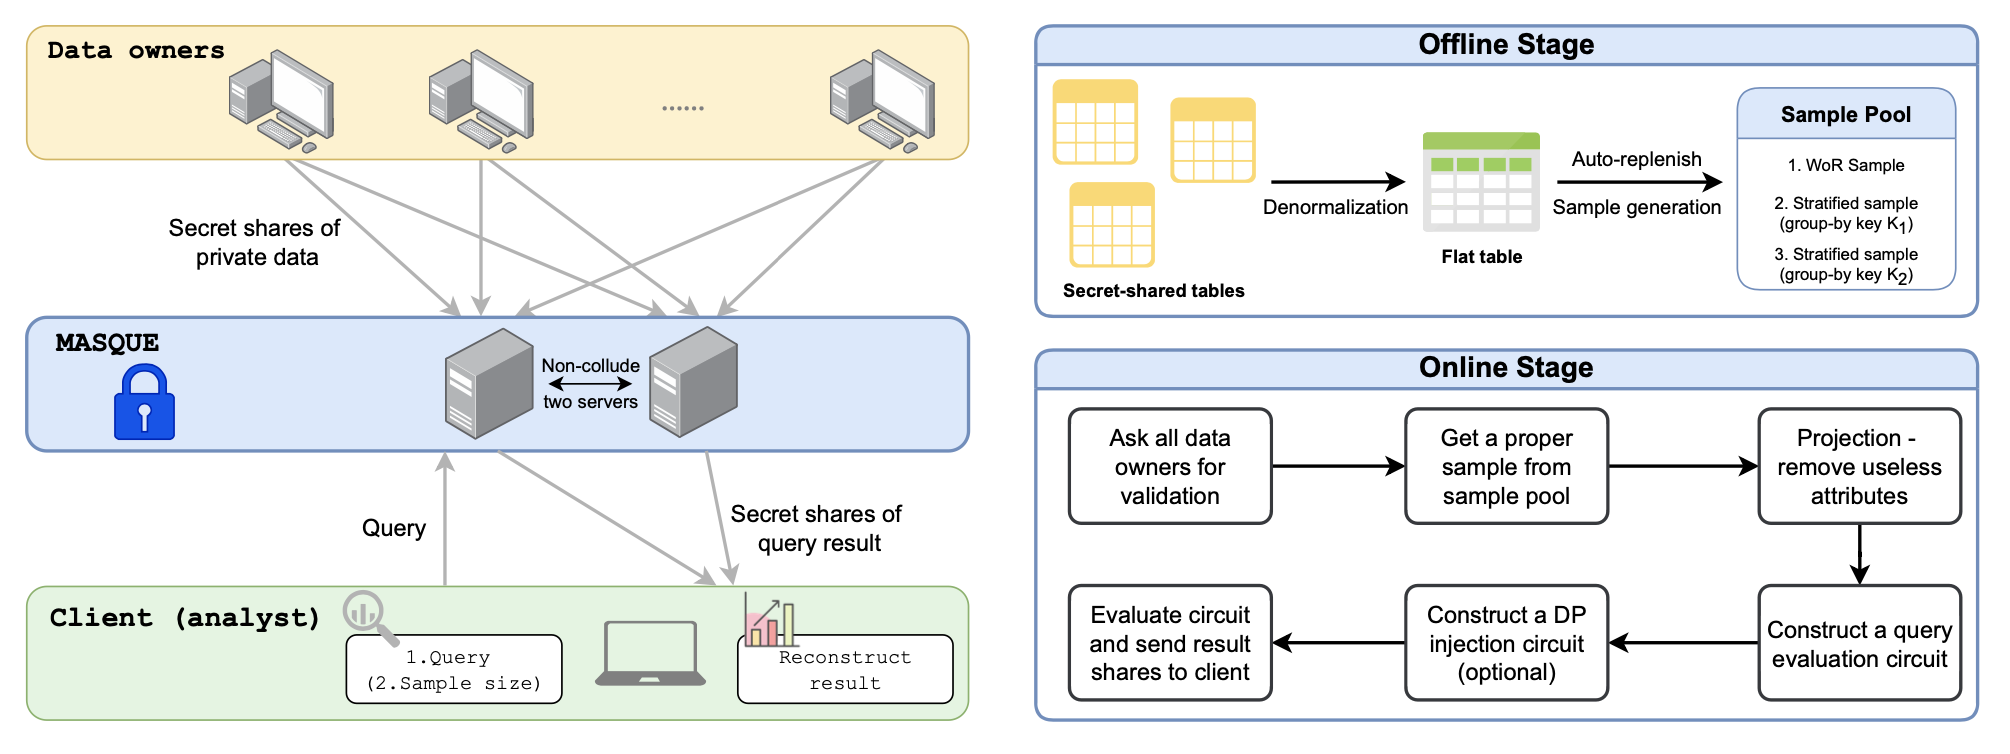 Data owners
......
Secret shares of
private data
MASQUE
Non-collude
two servers
Query
Secret shares of
query result
Client (analyst)
1.Query
(2.Sample size)
Reconstruct
result
Offline Stage
Secret-shared tables
Denormalization
Flat table
Auto-replenish
Sample generation
Sample Pool
1. WoR Sample
2. Stratified sample
(group-by key K1)
3. Stratified sample
(group-by key K2)
Online Stage
Ask all data
owners for
validation
Get a proper
sample from
sample pool
Projection -
remove useless
attributes
Construct a query
evaluation circuit
Construct a DP
injection circuit
(optional)
Evaluate circuit
and send result
shares to client